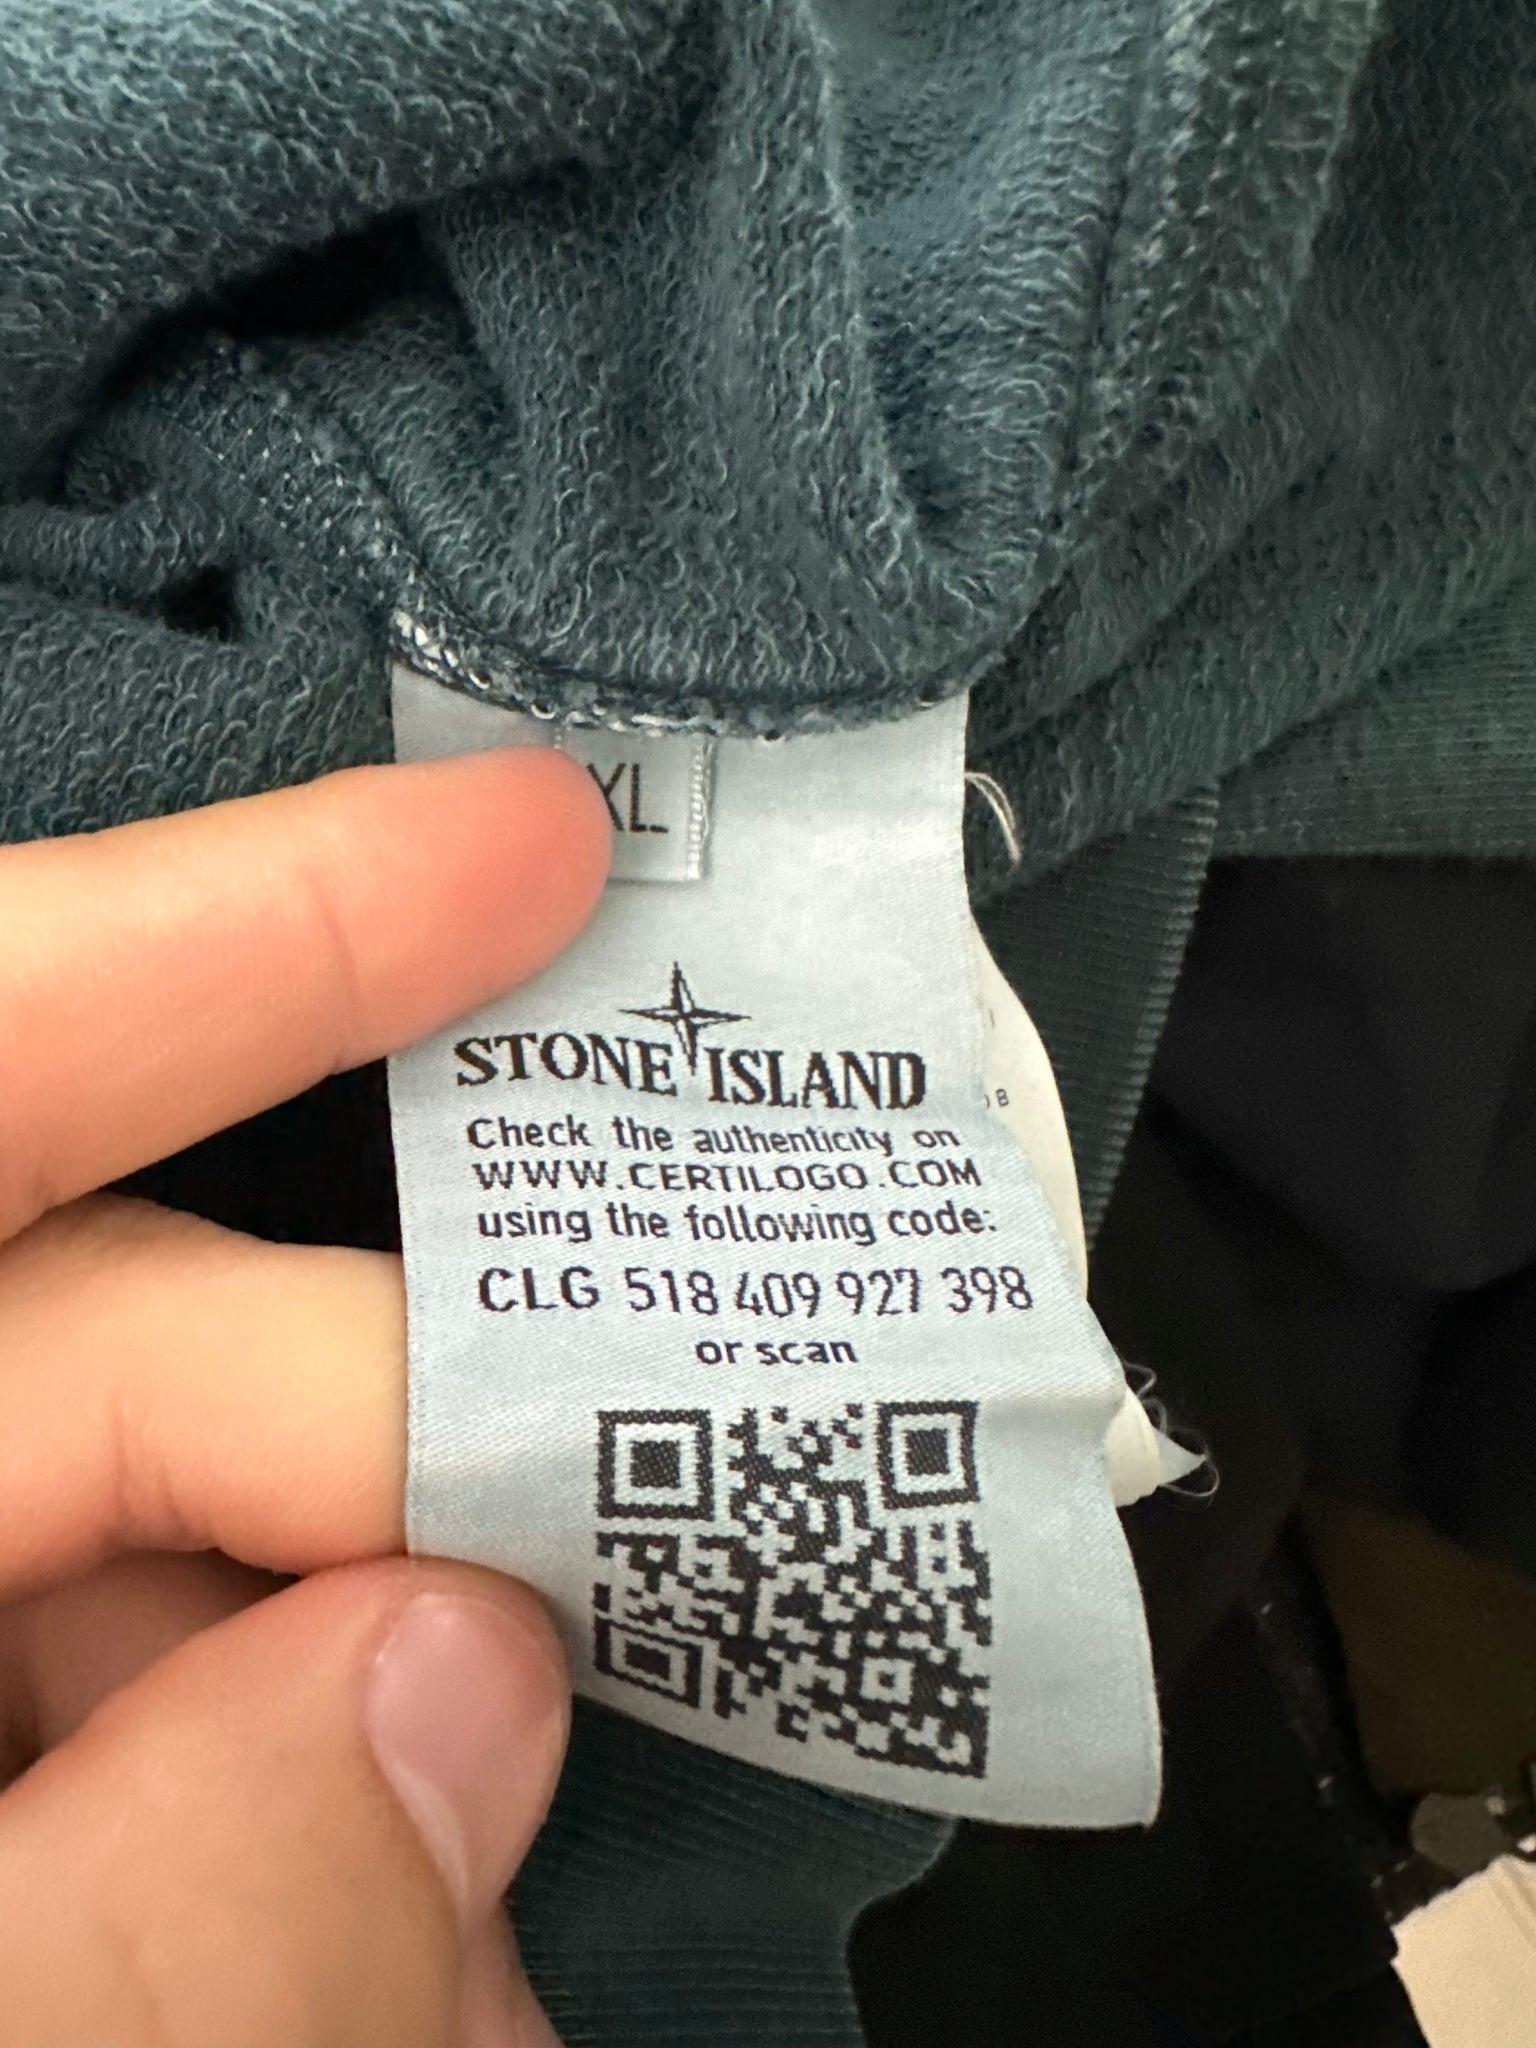 XL
STONE ISLAND
Check the authenticity on
WWW.CERTILOGO.COM
using the following code:
CLG 518 409 927 398
or scan